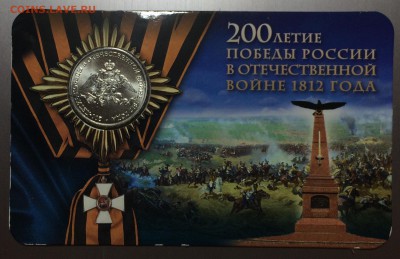 COINS.LAVE.RU
200ЛЕТИЕ
ПОБЕДЫ РОССИИ
В ОТЕЧЕСТВЕННОЙ
ВОЙНЕ 1812 ГОДА